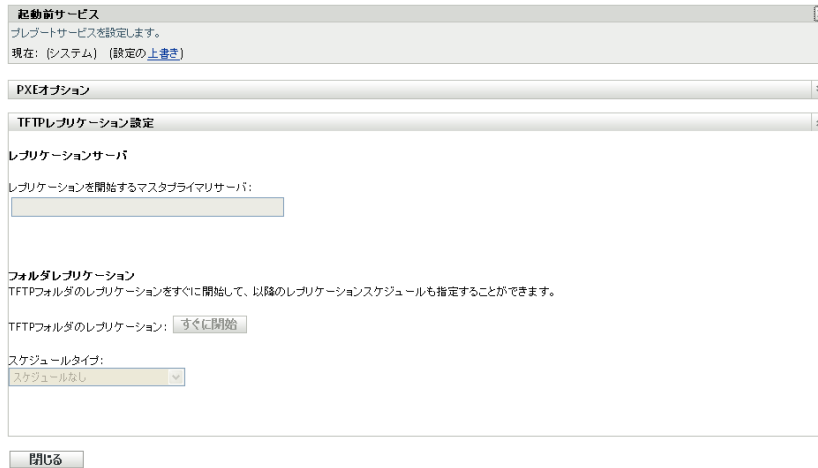 起動前サービス
プレブートサービスを設定します。
現在: (システム) (設定の上書き)
PXEオプション
TFTPレプリケーション設定
レプリケーションサーバ
レプリケーションを開始するマスタプライマリサーバ:
フォルダレプリケーション
TFTPフォルダのレプリケーションをすぐに開始して、以降のレプリケーションスケジュールも指定することができます。
TFTPフォルダのレプリケーション: すぐに開始
スケジュールタイプ:
スケジュールなし
閉じる